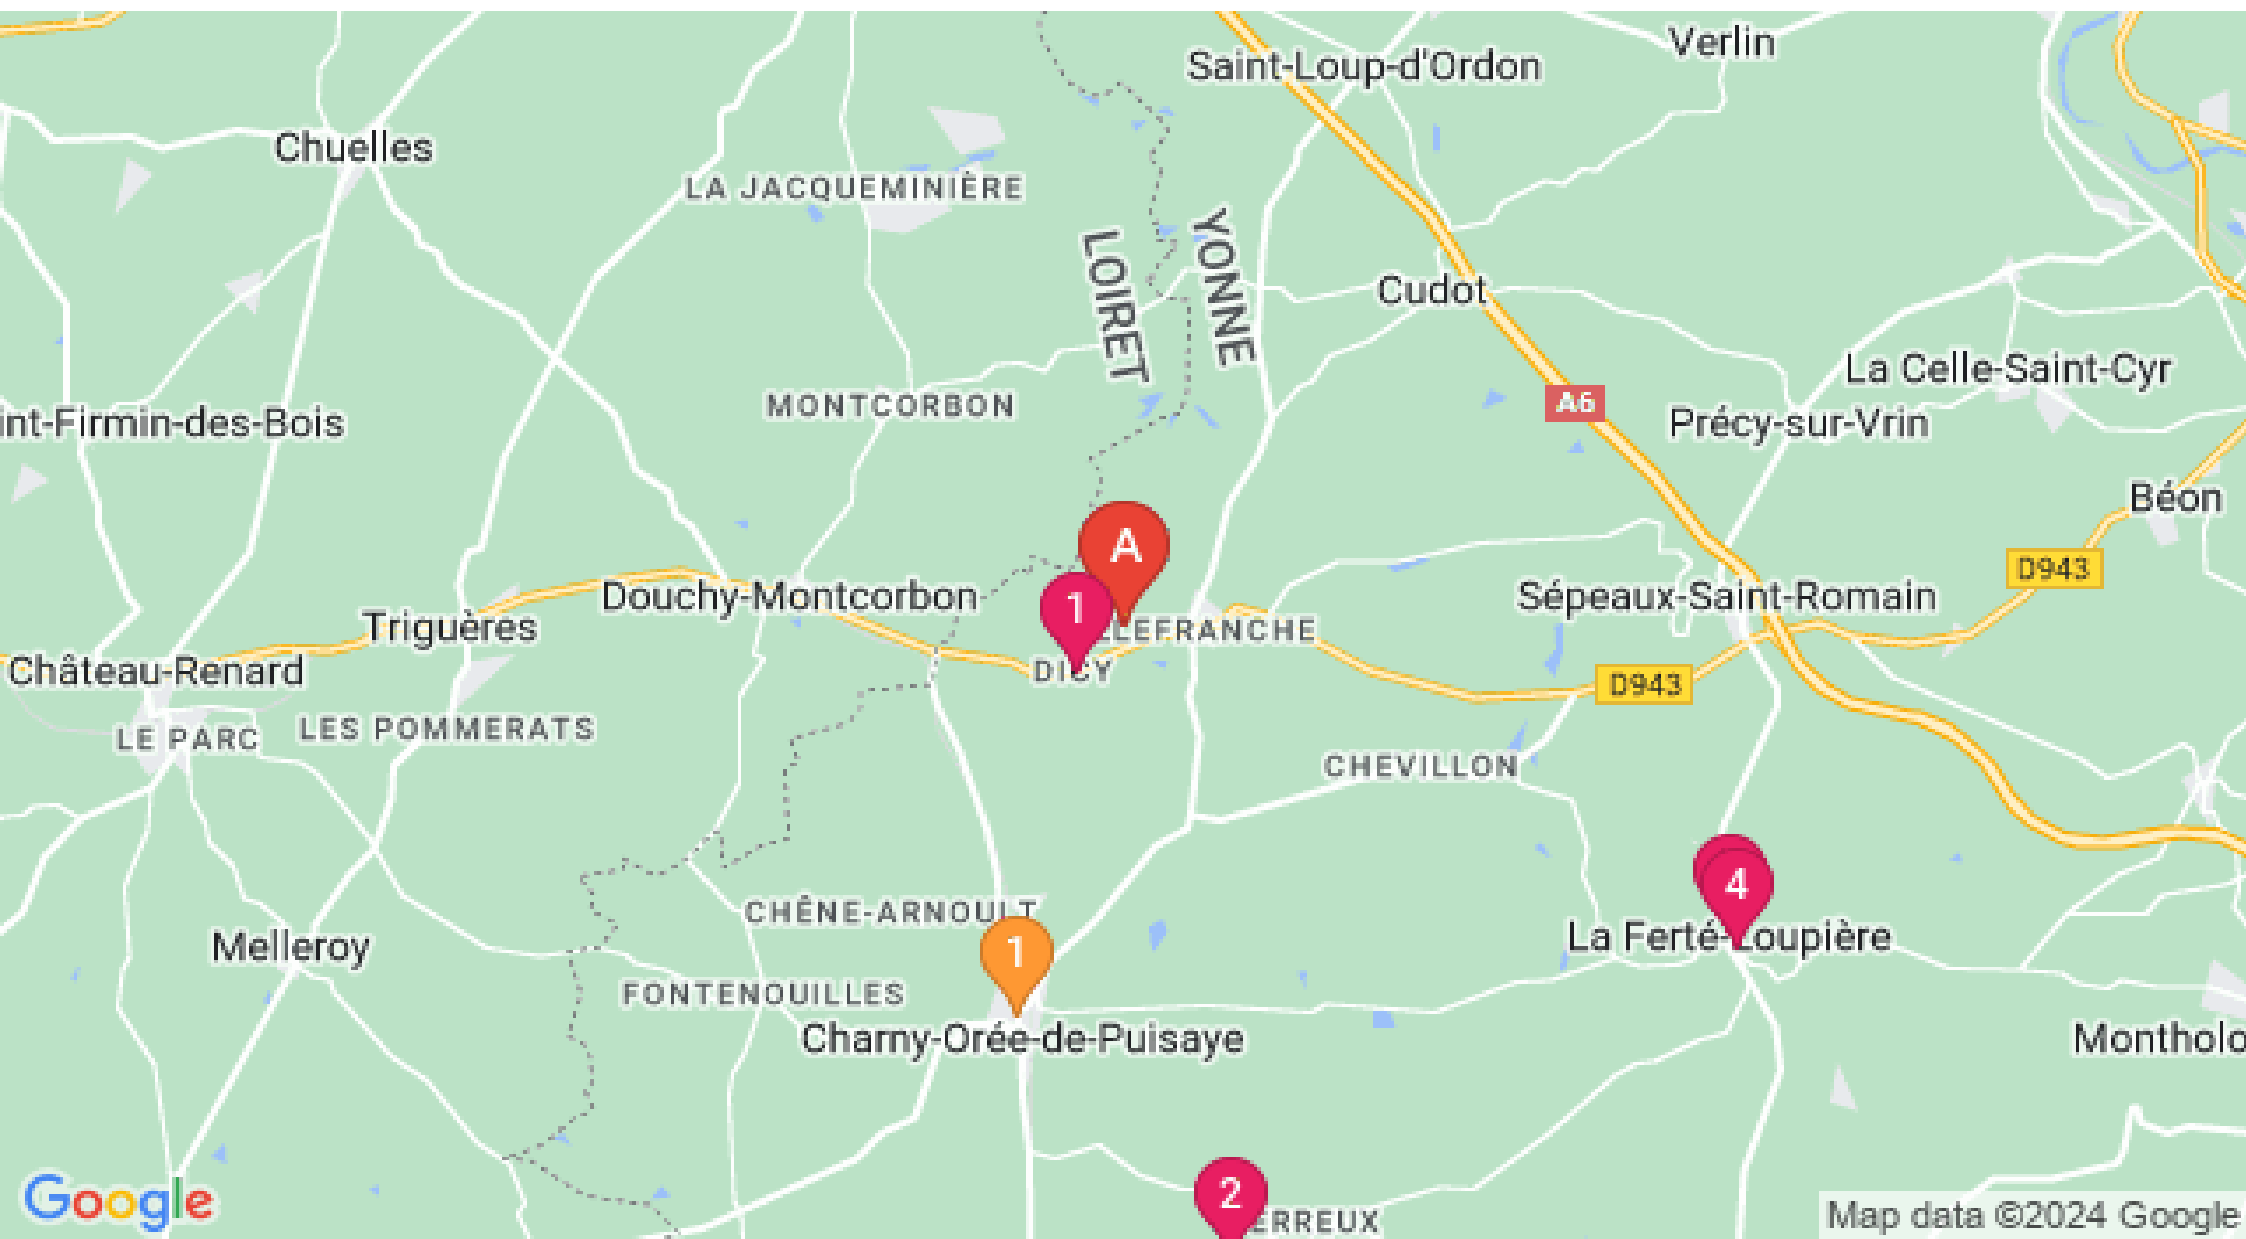 Verlin
Saint-Loup-d'Ordon
Chuelles
LA JACQUEMINIÈRE
LOIRET
YONNE
Cudot
La Celle-Saint-Cyr
A6
MONTCORBON
int-Firmin-des-Bois
Précy-sur-Vrin
Béon
A
D943
Douchy-Montcorbon
1
Sépeaux-Saint-Romain
Triguères
LEFRANCHE
Château-Renard
DICY
D943
LES POMMERATS
LE PARC
CHEVILLON
4
CHÊNE-ARNOULT
La Ferté-Loupière
Melleroy
1
FONTENOUILLES
Charny-Orée-de-Puisaye
Montholo
2
ERREUX
Google
Map data ©2024 Google